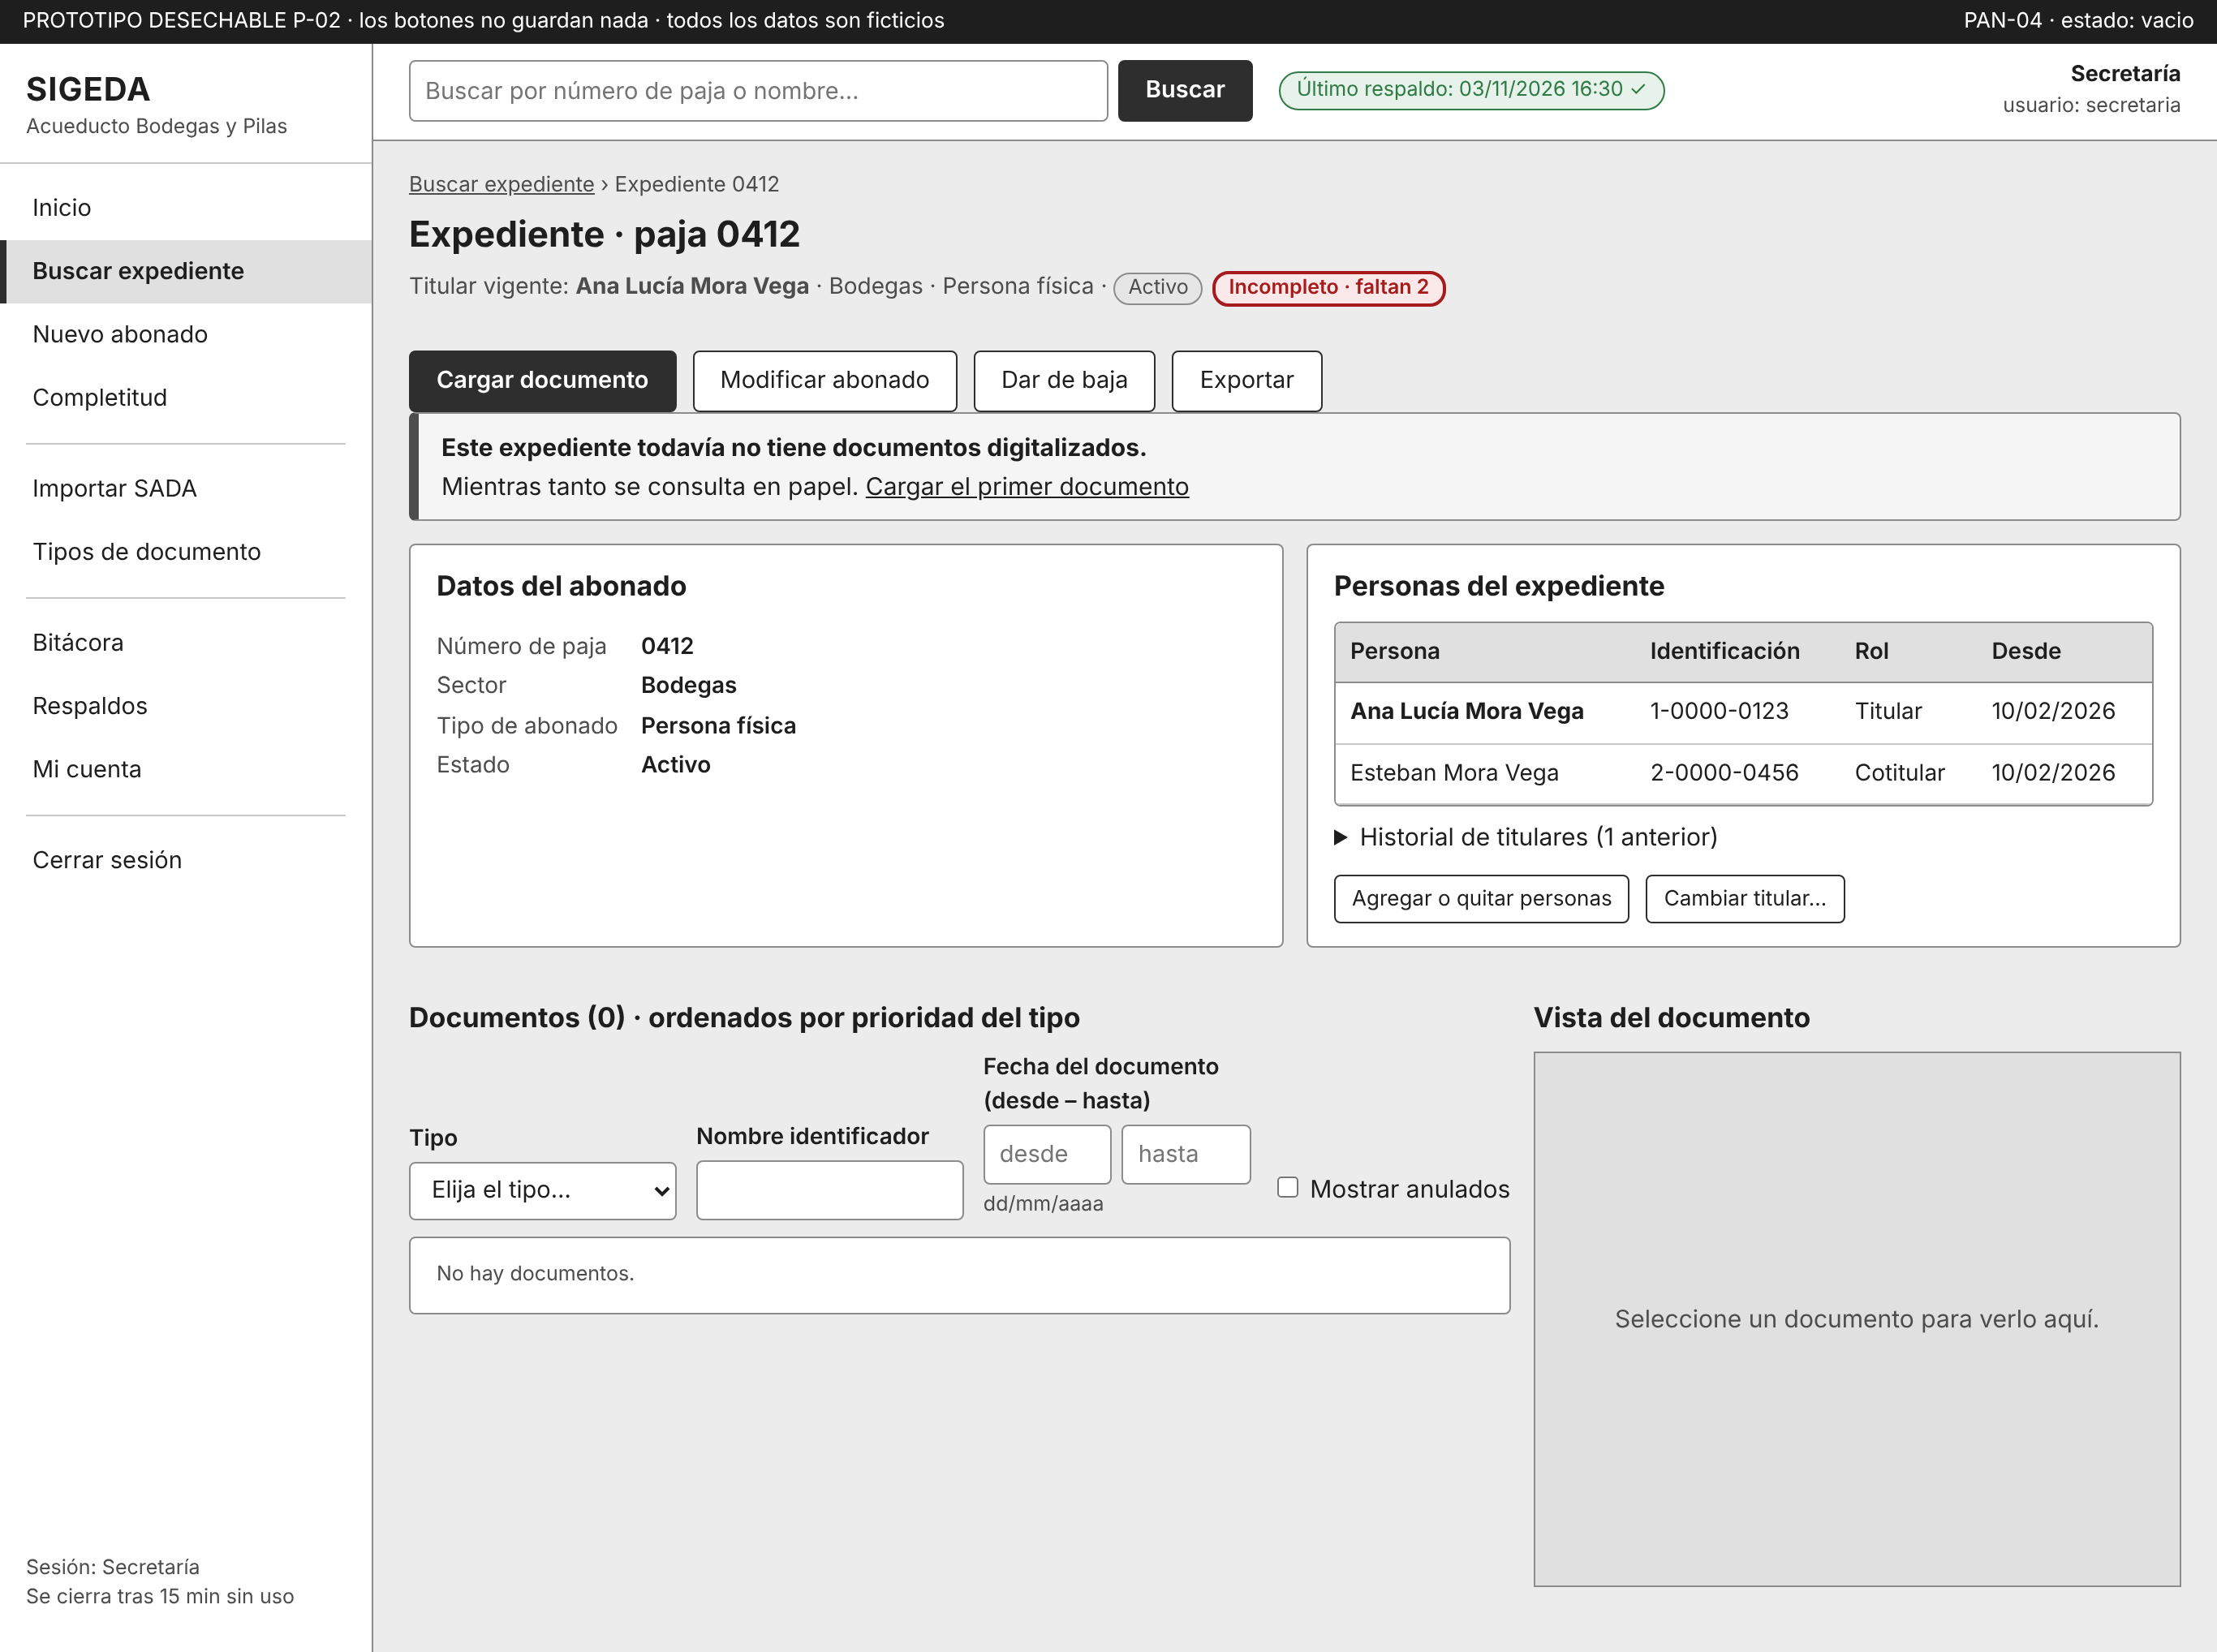 PROTOTIPO DESECHABLE P-02 · los botones no guardan nada · todos los datos son ficticios
PAN-04 · estado: vacio
SIGEDA
Acueducto Bodegas y Pilas
Inicio
Buscar expediente
Nuevo abonado
Completitud
Importar SADA
Tipos de documento
Bitácora
Respaldos
Mi cuenta
Cerrar sesión
Sesión: Secretaría
Se cierra tras 15 min sin uso
Buscar por número de paja o nombre...
Buscar
Último respaldo: 03/11/2026 16:30 ✓
Secretaría
usuario: secretaria
Buscar expediente › Expediente 0412
Expediente · paja 0412
Titular vigente: Ana Lucía Mora Vega · Bodegas · Persona física · Activo Incompleto · faltan 2
Cargar documento
Modificar abonado
Dar de baja
Exportar
Este expediente todavía no tiene documentos digitalizados.
Mientras tanto se consulta en papel. Cargar el primer documento
Datos del abonado
Número de paja 0412
Sector Bodegas
Tipo de abonado Persona física
Estado Activo
Personas del expediente
Persona Identificación Rol Desde
Ana Lucía Mora Vega 1-0000-0123 Titular 10/02/2026
Esteban Mora Vega 2-0000-0456 Cotitular 10/02/2026
▶ Historial de titulares (1 anterior)
Agregar o quitar personas
Cambiar titular...
Documentos (0) · ordenados por prioridad del tipo
Tipo
Elija el tipo...
Nombre identificador
Fecha del documento
(desde – hasta)
desde
hasta
dd/mm/aaaa
Mostrar anulados
No hay documentos.
Vista del documento
Seleccione un documento para verlo aquí.